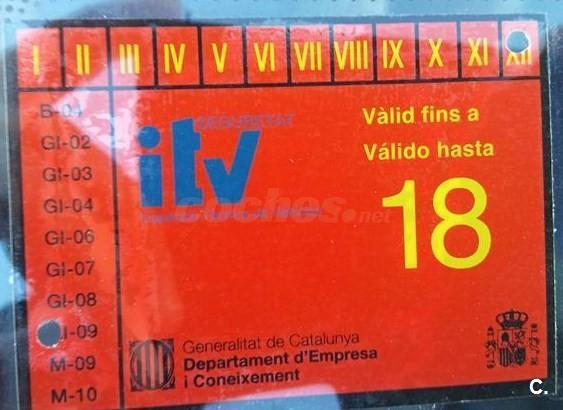 I II III IV V VI VII VIII IX X XI XII
B-04
GI-02
GI-03
GI-04
GI-06
GI-07
GI-08
I-09
M-09
M-10
SEGURETAT
itv
Vàlid fins a
Válido hasta
18
coches.net
Generalitat de Catalunya
Departament d'Empresa
i Coneixement
C.